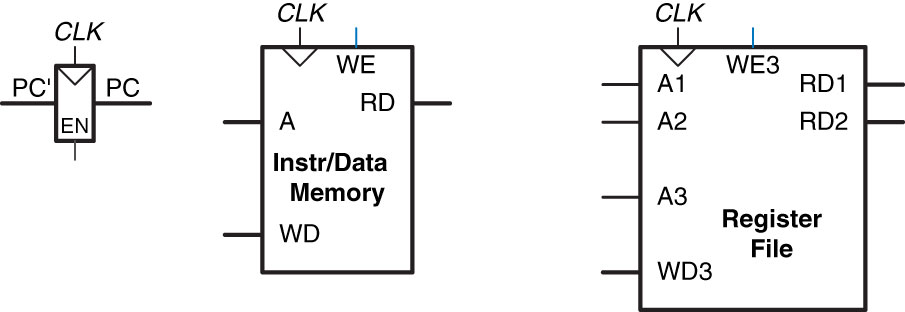 CLK
PC'
PC
EN
CLK
WE
RD
A
Instr/Data
Memory
WD
CLK
WE3
A1
RD1
A2
RD2
A3
Register
File
WD3